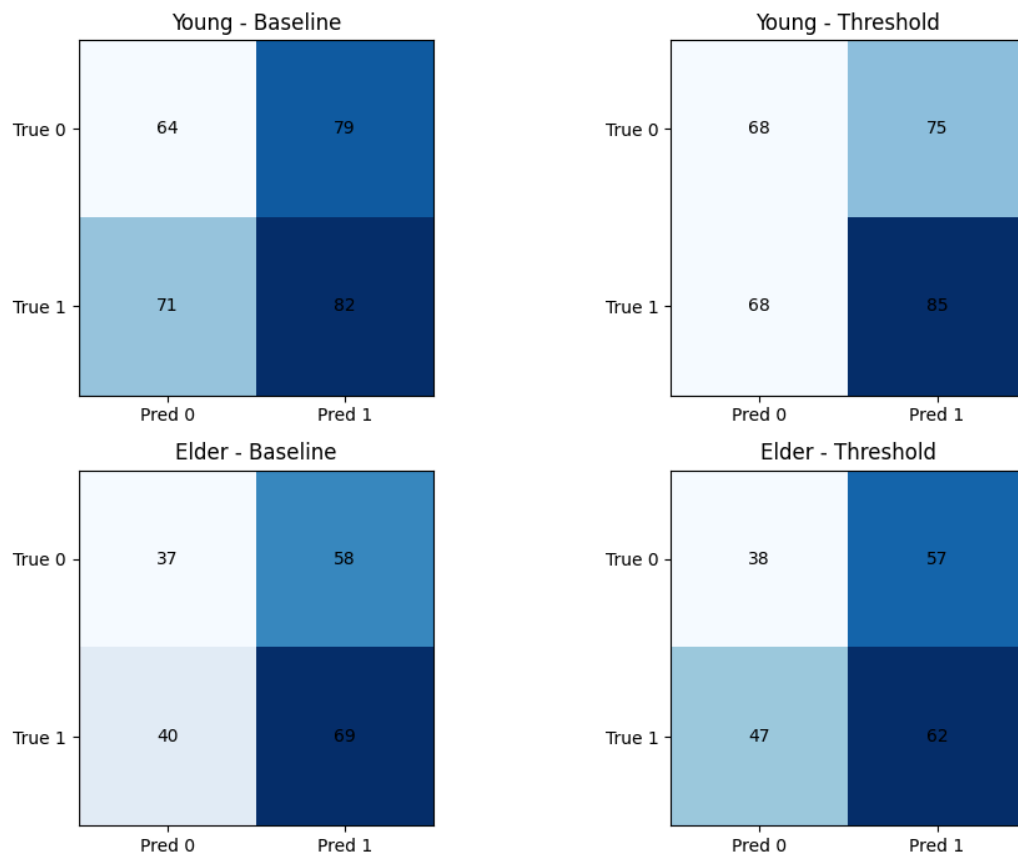 Young - Baseline
Young - Threshold
True 0
64
79
True 0
68
75
True 1
71
82
True 1
68
85
Pred 0
Pred 1
Pred 0
Pred 1
Elder - Baseline
Elder - Threshold
True 0
37
58
True 0
38
57
True 1
40
69
True 1
47
62
Pred 0
Pred 1
Pred 0
Pred 1